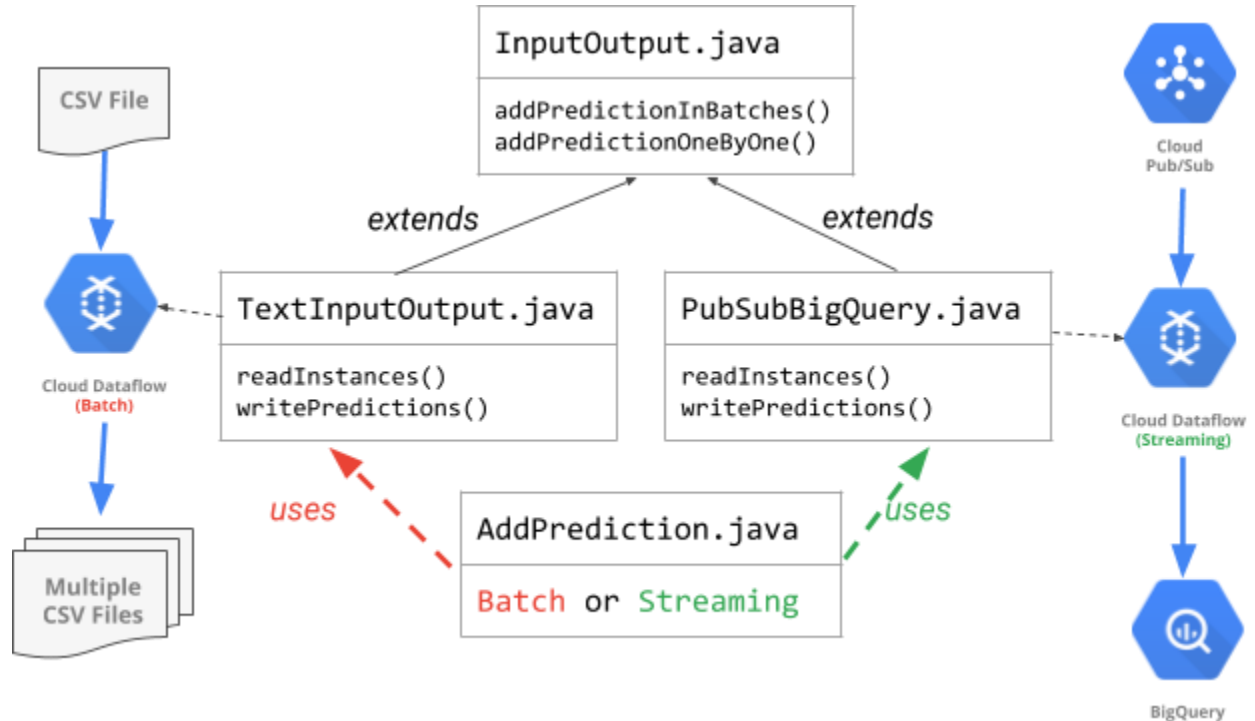 InputOutput.java
addPredictionInBatches()
addPredictionOneByOne()
CSV File
Cloud
Pub/Sub
extends
extends
TextInputOutput.java
readInstances()
writePredictions()
PubSubBigQuery.java
readInstances()
writePredictions()
Cloud Dataflow
(Batch)
Cloud Dataflow
(Streaming)
uses
uses
AddPrediction.java
Batch or Streaming
Multiple
CSV Files
BigQuery